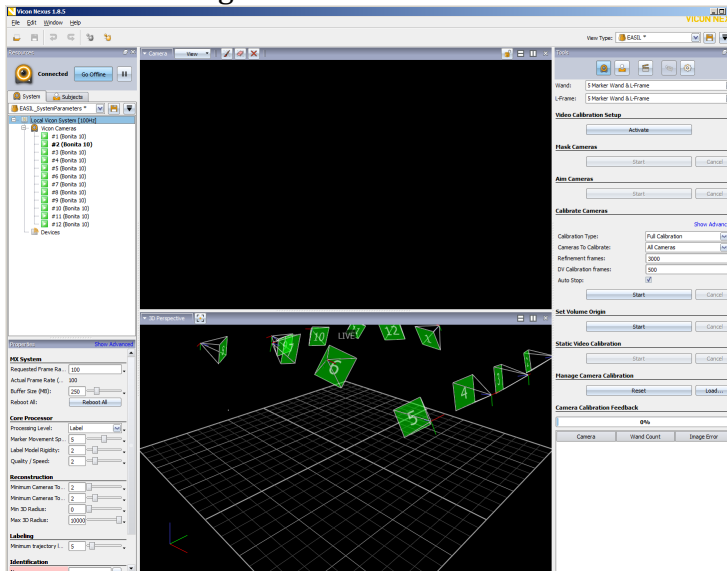 Vicon Nexus 1.8.5
File Edit Window Help
VICON NEX
View Type: EASIL *
Resources
Camera View
Tools
Connected Go Offline
System Subjects
EASIL_SystemParameters *
Local Vicon System [100Hz]
Vicon Cameras
#1 (Bonita 10)
#2 (Bonita 10)
#3 (Bonita 10)
#4 (Bonita 10)
#5 (Bonita 10)
#6 (Bonita 10)
#7 (Bonita 10)
#8 (Bonita 10)
#9 (Bonita 10)
#10 (Bonita 10)
#11 (Bonita 10)
#12 (Bonita 10)
Devices
Wand: 5 Marker Wand & L-Frame
L-Frame: 5 Marker Wand & L-Frame
Video Calibration Setup
Activate
Mask Cameras
Start Cancel
Aim Cameras
Start Cancel
Calibrate Cameras
Show Advanc
Calibration Type: Full Calibration
Cameras To Calibrate: All Cameras
Refinement frames: 3000
DV Calibration frames: 500
Auto Stop:
Start Cancel
Set Volume Origin
Start Cancel
Static Video Calibration
Start Cancel
Manage Camera Calibration
Reset Load...
Camera Calibration Feedback
0%
Camera Wand Count Image Error
3D Perspective
LIVE
10
12
6
5
4
Properties Show Advanced
MX System
Requested Frame Ra... 100
Actual Frame Rate (... 100
Buffer Size (MB): 250
Reboot All: Reboot All
Core Processor
Processing Level: Label
Marker Movement Sp... 5
Label Model Rigidity: 2
Quality / Speed: 2
Reconstruction
Minimum Cameras To... 2
Minimum Cameras To... 2
Min 3D Radius: 0
Max 3D Radius: 10000
Labeling
Minimum trajectory l... 5
Identification